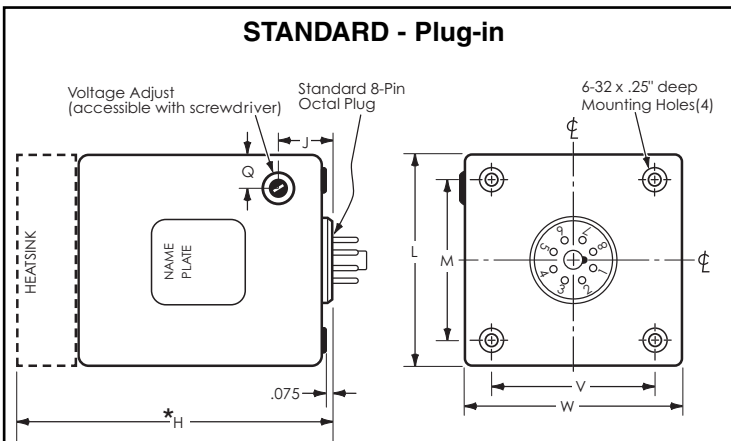 STANDARD - Plug-in
Voltage Adjust
(accessible with screwdriver)
Standard 8-Pin
Octal Plug
6-32 x .25" deep
Mounting Holes(4)
J
Q
HEATSINK
NAME
PLATE
.075
*H
℄
L
M
6
7
5
8
4
1
3
2
℄
V
W